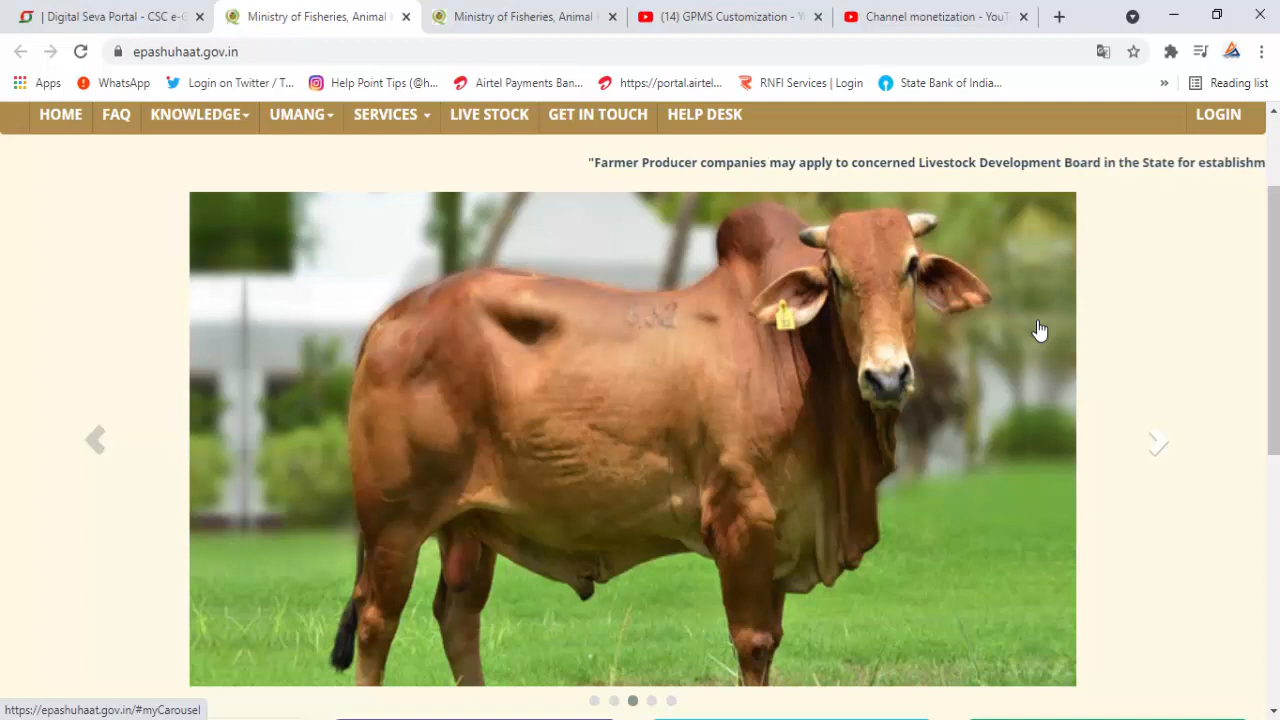 | Digital Seva Portal - CSC e-G
Ministry of Fisheries, Animal
Ministry of Fisheries, Animal
(14) GPMS Customization - Y
Channel monetization - YouT
epashuhaat.gov.in
Apps
WhatsApp
Login on Twitter / T...
Help Point Tips (@h...
Airtel Payments Ban...
https://portal.airtel...
RNFI Services | Login
State Bank of India...
»
Reading list
HOME
FAQ
KNOWLEDGE
UMANG
SERVICES
LIVE STOCK
GET IN TOUCH
HELP DESK
LOGIN
"Farmer Producer companies may apply to concerned Livestock Development Board in the State for establishm
https://epashuhaat.gov.in/#myCarousel